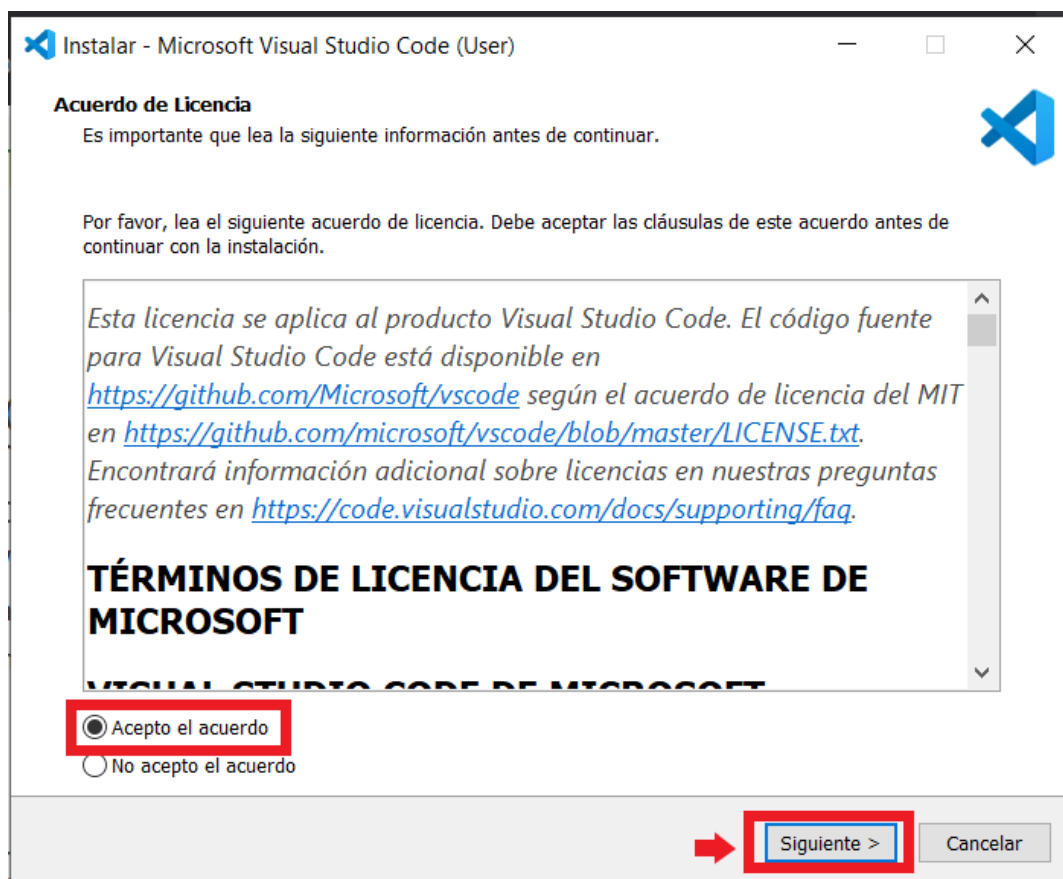 Instalar - Microsoft Visual Studio Code (User)
Acuerdo de Licencia
Es importante que lea la siguiente información antes de continuar.
Por favor, lea el siguiente acuerdo de licencia. Debe aceptar las cláusulas de este acuerdo antes de
continuar con la instalación.
Esta licencia se aplica al producto Visual Studio Code. El código fuente
para Visual Studio Code está disponible en
https://github.com/Microsoft/vscode según el acuerdo de licencia del MIT
en https://github.com/microsoft/vscode/blob/master/LICENSE.txt.
Encontrará información adicional sobre licencias en nuestras preguntas
frecuentes en https://code.visualstudio.com/docs/supporting/faq.
TÉRMINOS DE LICENCIA DEL SOFTWARE DE
MICROSOFT
VISUAL STUDIO CODE DE MICROSOFT
Acepto el acuerdo
No acepto el acuerdo
Siguiente >
Cancelar